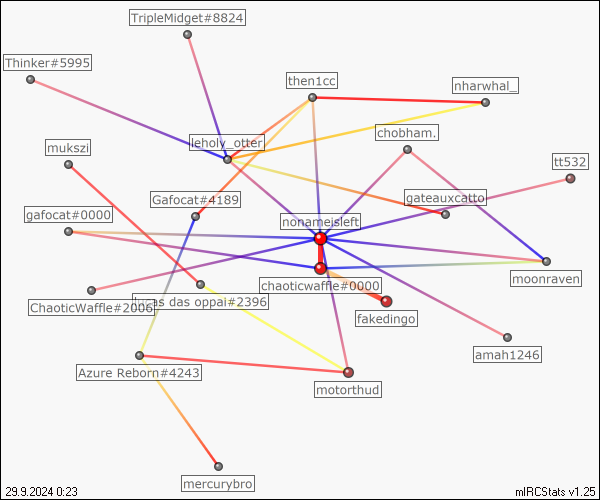 TripleMidget#8824
Thinker#5995
then1cc
nharwhal_
chobham.
leholy_otter
mukszi
tt532
Gafocat#4189
gateauxcatto
gafocat#0000
nonameisleft
moonraven
chaoticwaffle#0000
ChaoticWaffle#2006
lucas das oppai#2396
fakedingo
amah1246
Azure Reborn#4243
motorthud
mercurybro
29.9.2024 0:23
mIRCStats v1.25